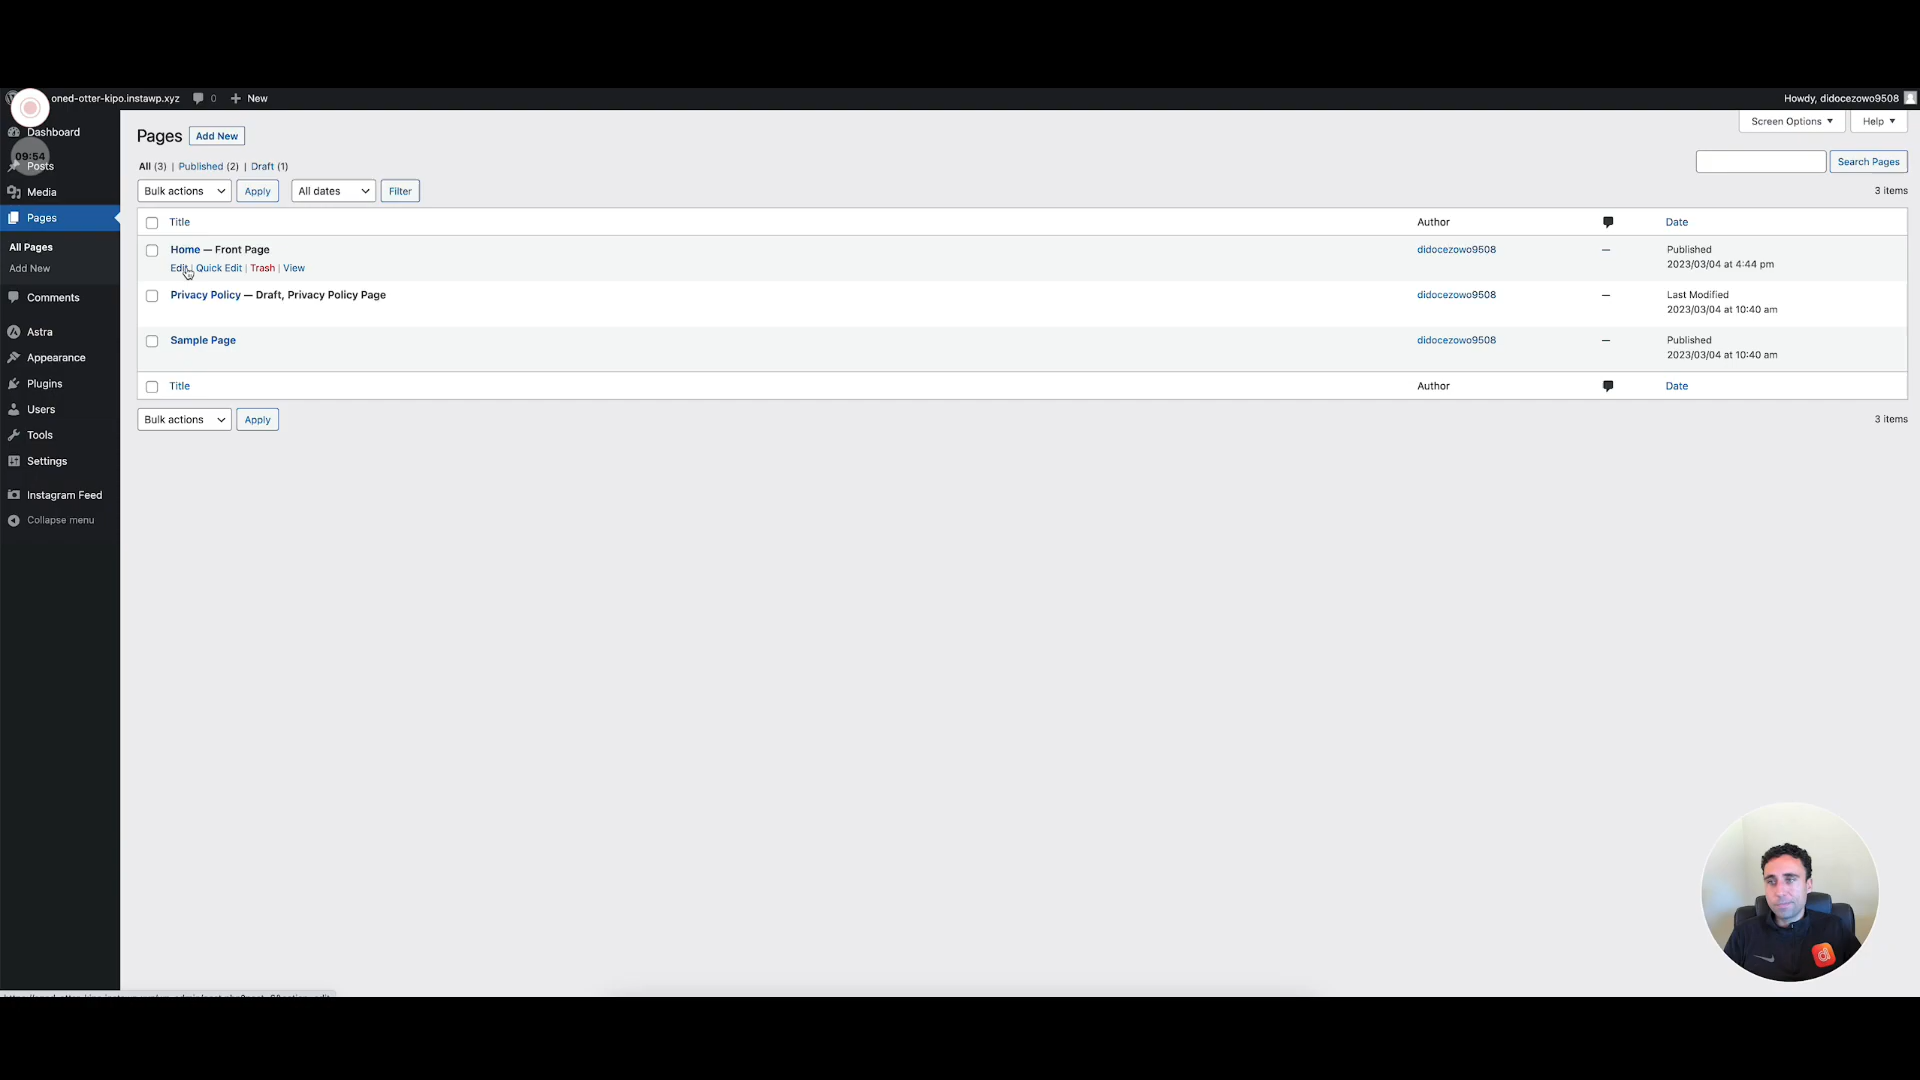 oned-otter-kipo.instawp.xyz 0 + New Howdy, didocezowo9508
Dashboard
09:54
Posts
Media
Pages
All Pages
Add New
Comments
Astra
Appearance
Plugins
Users
Tools
Settings
Instagram Feed
Collapse menu
Pages Add New Screen Options Help
All (3) | Published (2) | Draft (1)
Search Pages
Bulk actions Apply All dates Filter 3 items
Title Author Date
Home — Front Page didocezowo9508 — Published
Edit | Quick Edit | Trash | View 2023/03/04 at 4:44 pm
Privacy Policy — Draft, Privacy Policy Page didocezowo9508 — Last Modified
2023/03/04 at 10:40 am
Sample Page didocezowo9508 — Published
2023/03/04 at 10:40 am
Title Author Date
Bulk actions Apply 3 items